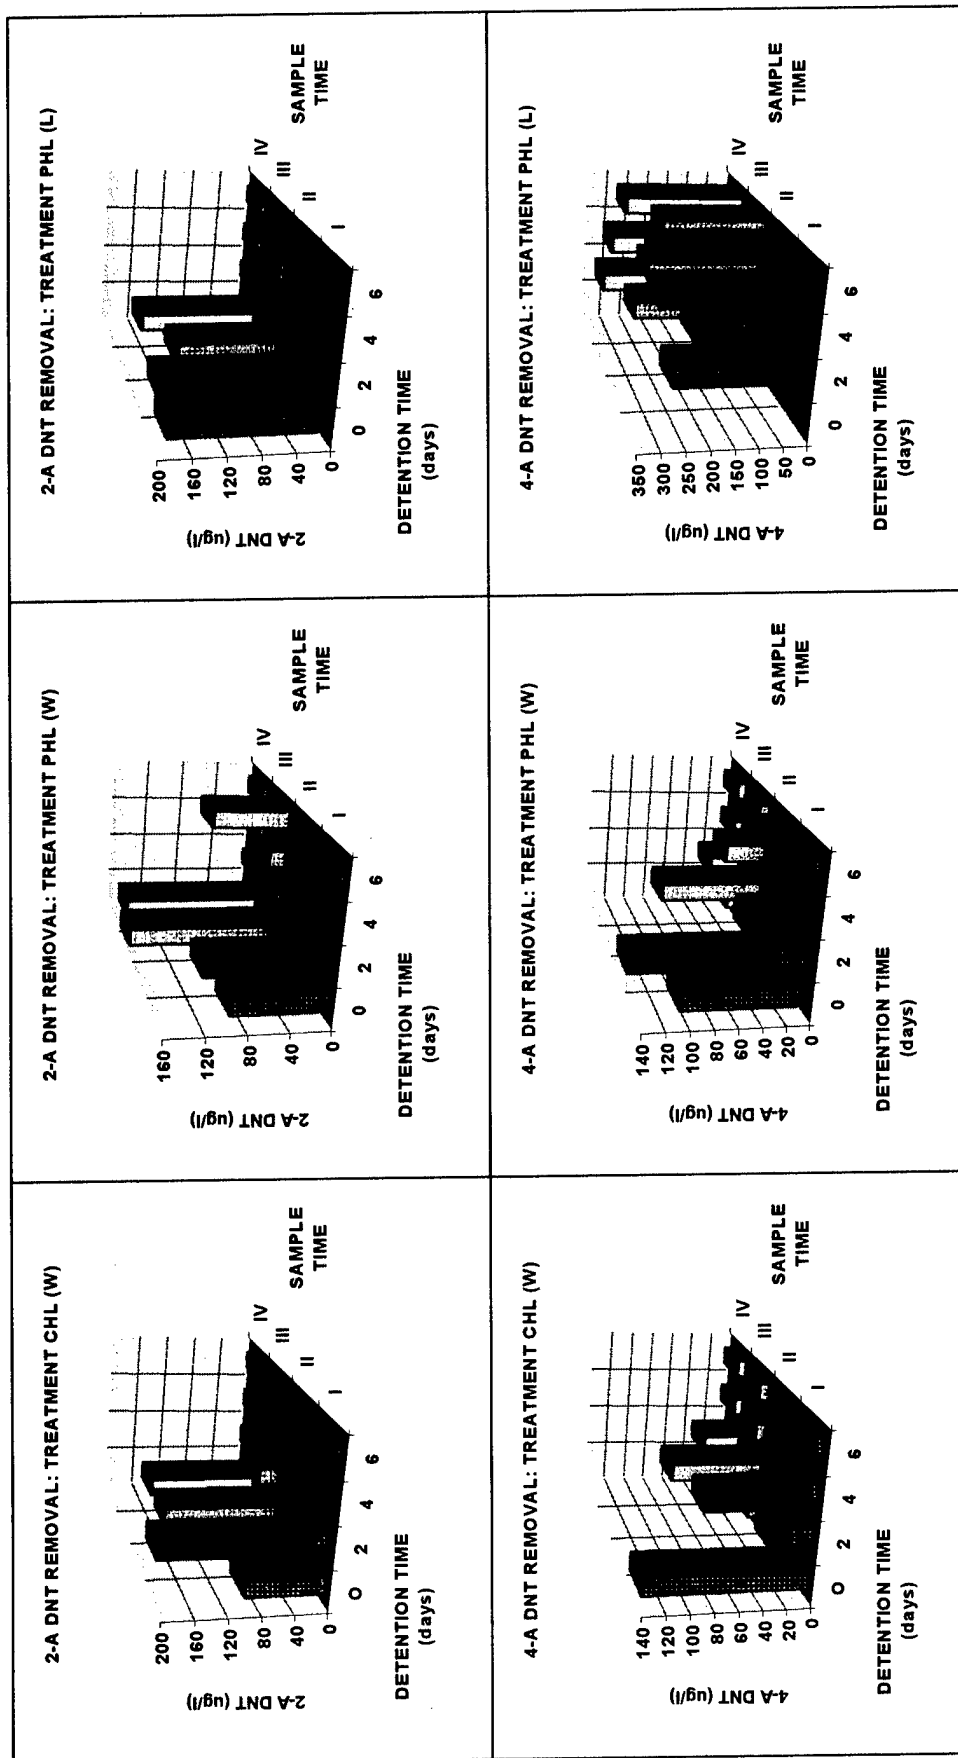 2-A DNT REMOVAL: TREATMENT CHL (W)
2-A DNT (ug/l)
200
160
120
80
40
0
O
2
4
6
DETENTION TIME
(days)
I
II
III
IV
SAMPLE
TIME
2-A DNT REMOVAL: TREATMENT PHL (W)
2-A DNT (ug/l)
160
120
80
40
0
0
2
4
6
DETENTION TIME
(days)
I
II
III
IV
SAMPLE
TIME
2-A DNT REMOVAL: TREATMENT PHL (L)
2-A DNT (ug/l)
200
160
120
80
40
0
0
2
4
6
DETENTION TIME
(days)
I
II
III
IV
SAMPLE
TIME
4-A DNT REMOVAL: TREATMENT CHL (W)
4-A DNT (ug/l)
140
120
100
80
60
40
20
0
O
2
4
6
DETENTION TIME
(days)
I
II
III
IV
SAMPLE
TIME
4-A DNT REMOVAL: TREATMENT PHL (W)
4-A DNT (ug/l)
140
120
100
80
60
40
20
0
0
2
4
6
DETENTION TIME
(days)
I
II
III
IV
SAMPLE
TIME
4-A DNT REMOVAL: TREATMENT PHL (L)
4-A DNT (ug/l)
350
300
250
200
150
100
50
0
0
2
4
6
DETENTION TIME
(days)
I
II
III
IV
SAMPLE
TIME